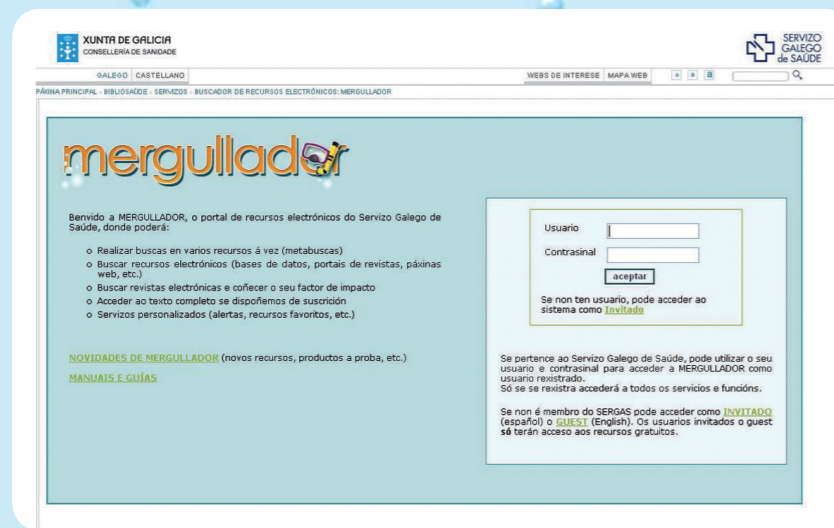 XUNTA DE GALICIA
CONSELLERÍA DE SANIDADE
SERVIZO
GALEGO
de SAÚDE
GALEGO CASTELLANO
WEBS DE INTERESE MAPA WEB a a a
PÁXINA PRINCIPAL > BIBLIOSAÚDE > SERVIZOS > BUSCADOR DE RECURSOS ELECTRÓNICOS: MERGULLADOR
mergullador
Benvido a MERGULLADOR, o portal de recursos electrónicos do Servizo Galego de
Saúde, donde poderá:
o Realizar buscas en varios recursos á vez (metabuscas)
o Buscar recursos electrónicos (bases de datos, portais de revistas, páxinas
web, etc.)
o Buscar revistas electrónicas e coñecer o seu factor de impacto
o Acceder ao texto completo se dispoñemos de suscrición
o Servizos personalizados (alertas, recursos favoritos, etc.)
NOVIDADES DE MERGULLADOR (novos recursos, productos a proba, etc.)
MANUAIS E GUÍAS
Usuario
Contrasinal
aceptar
Se non ten usuario, pode acceder ao
sistema como Invitado
Se pertence ao Servizo Galego de Saúde, pode utilizar o seu
usuario e contrasinal para acceder a MERGULLADOR como
usuario rexistrado.
Só se se rexistra accederá a todos os servicios e funcións.
Se non é membro do SERGAS pode acceder como INVITADO
(español) o GUEST (English). Os usuarios invitados o guest
só terán acceso aos recursos gratuitos.